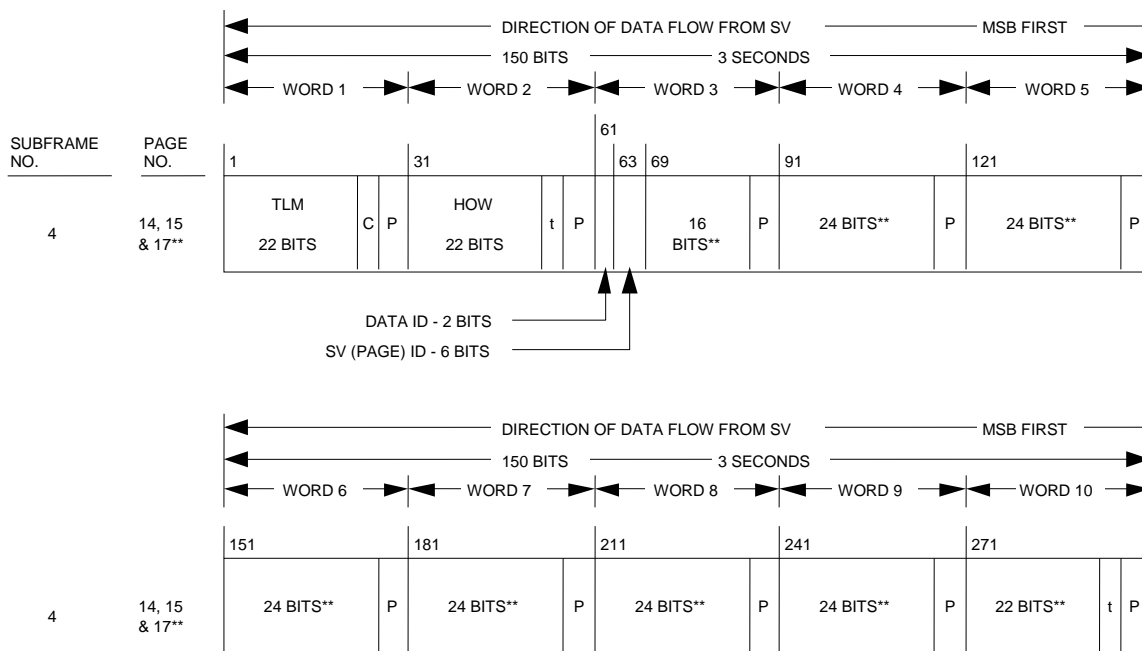 DIRECTION OF DATA FLOW FROM SV MSB FIRST
150 BITS 3 SECONDS
WORD 1 WORD 2 WORD 3 WORD 4 WORD 5
SUBFRAME NO. PAGE NO. 1 31 61 63 69 91 121
4 14, 15 & 17** TLM 22 BITS C P HOW 22 BITS t P 16 BITS** P 24 BITS** P 24 BITS** P
DATA ID - 2 BITS
SV (PAGE) ID - 6 BITS
DIRECTION OF DATA FLOW FROM SV MSB FIRST
150 BITS 3 SECONDS
WORD 6 WORD 7 WORD 8 WORD 9 WORD 10
151 181 211 241 271
4 14, 15 & 17** 24 BITS** P 24 BITS** P 24 BITS** P 24 BITS** P 22 BITS** t P